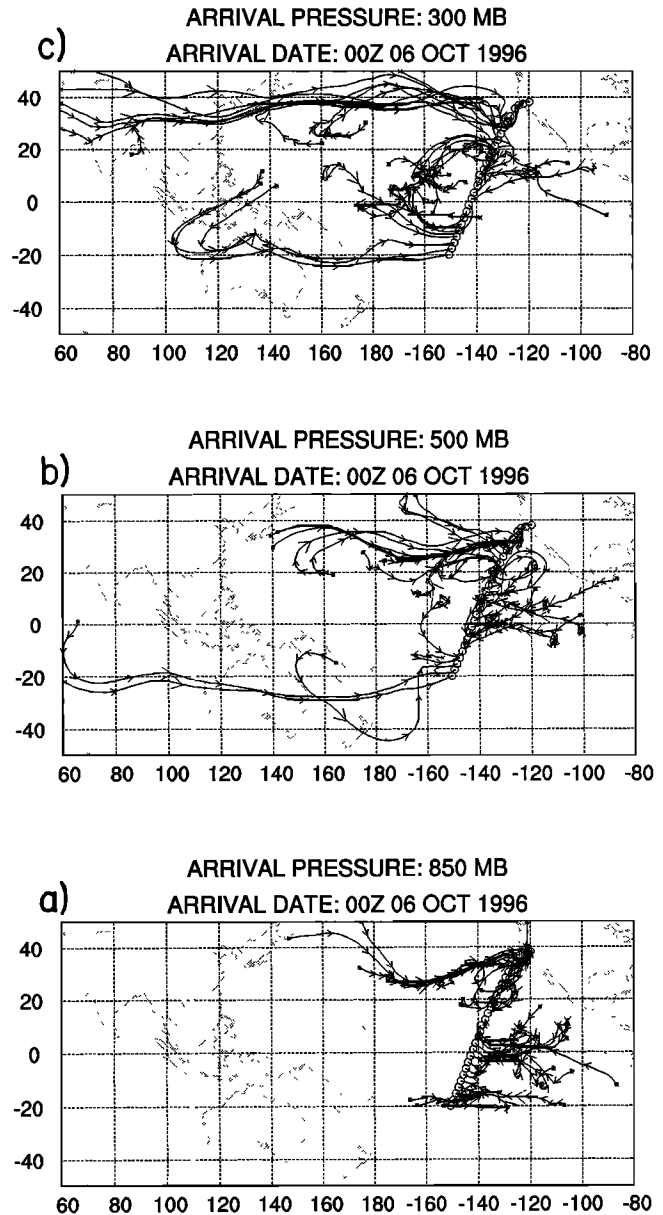 ARRIVAL PRESSURE: 300 MB
c)
ARRIVAL DATE: 00Z 06 OCT 1996
40
20
0
-20
-40
60 80 100 120 140 160 180 -160 -140 -120 -100 -80
ARRIVAL PRESSURE: 500 MB
b)
ARRIVAL DATE: 00Z 06 OCT 1996
40
20
0
-20
-40
60 80 100 120 140 160 180 -160 -140 -120 -100 -80
ARRIVAL PRESSURE: 850 MB
a)
ARRIVAL DATE: 00Z 06 OCT 1996
40
20
0
-20
-40
60 80 100 120 140 160 180 -160 -140 -120 -100 -80